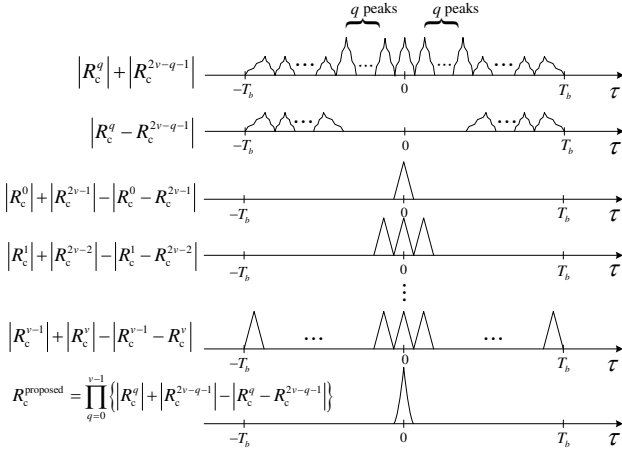 q peaks q peaks
|R_c^q|+|R_c^{2v-q-1}|
−T_b 0 T_b τ
|R_c^q − R_c^{2v-q-1}|
−T_b 0 T_b τ
|R_c^0|+|R_c^{2v-1}|−|R_c^0 − R_c^{2v-1}|
−T_b 0 T_b τ
|R_c^1|+|R_c^{2v-2}|−|R_c^1 − R_c^{2v-2}|
−T_b 0 T_b τ
|R_c^{v-1}|+|R_c^v|−|R_c^{v-1} − R_c^v|
−T_b 0 T_b τ
R_c^{proposed} = ∏_{q=0}^{v-1} {|R_c^q|+|R_c^{2v-q-1}|−|R_c^q − R_c^{2v-q-1}|}
−T_b 0 T_b τ